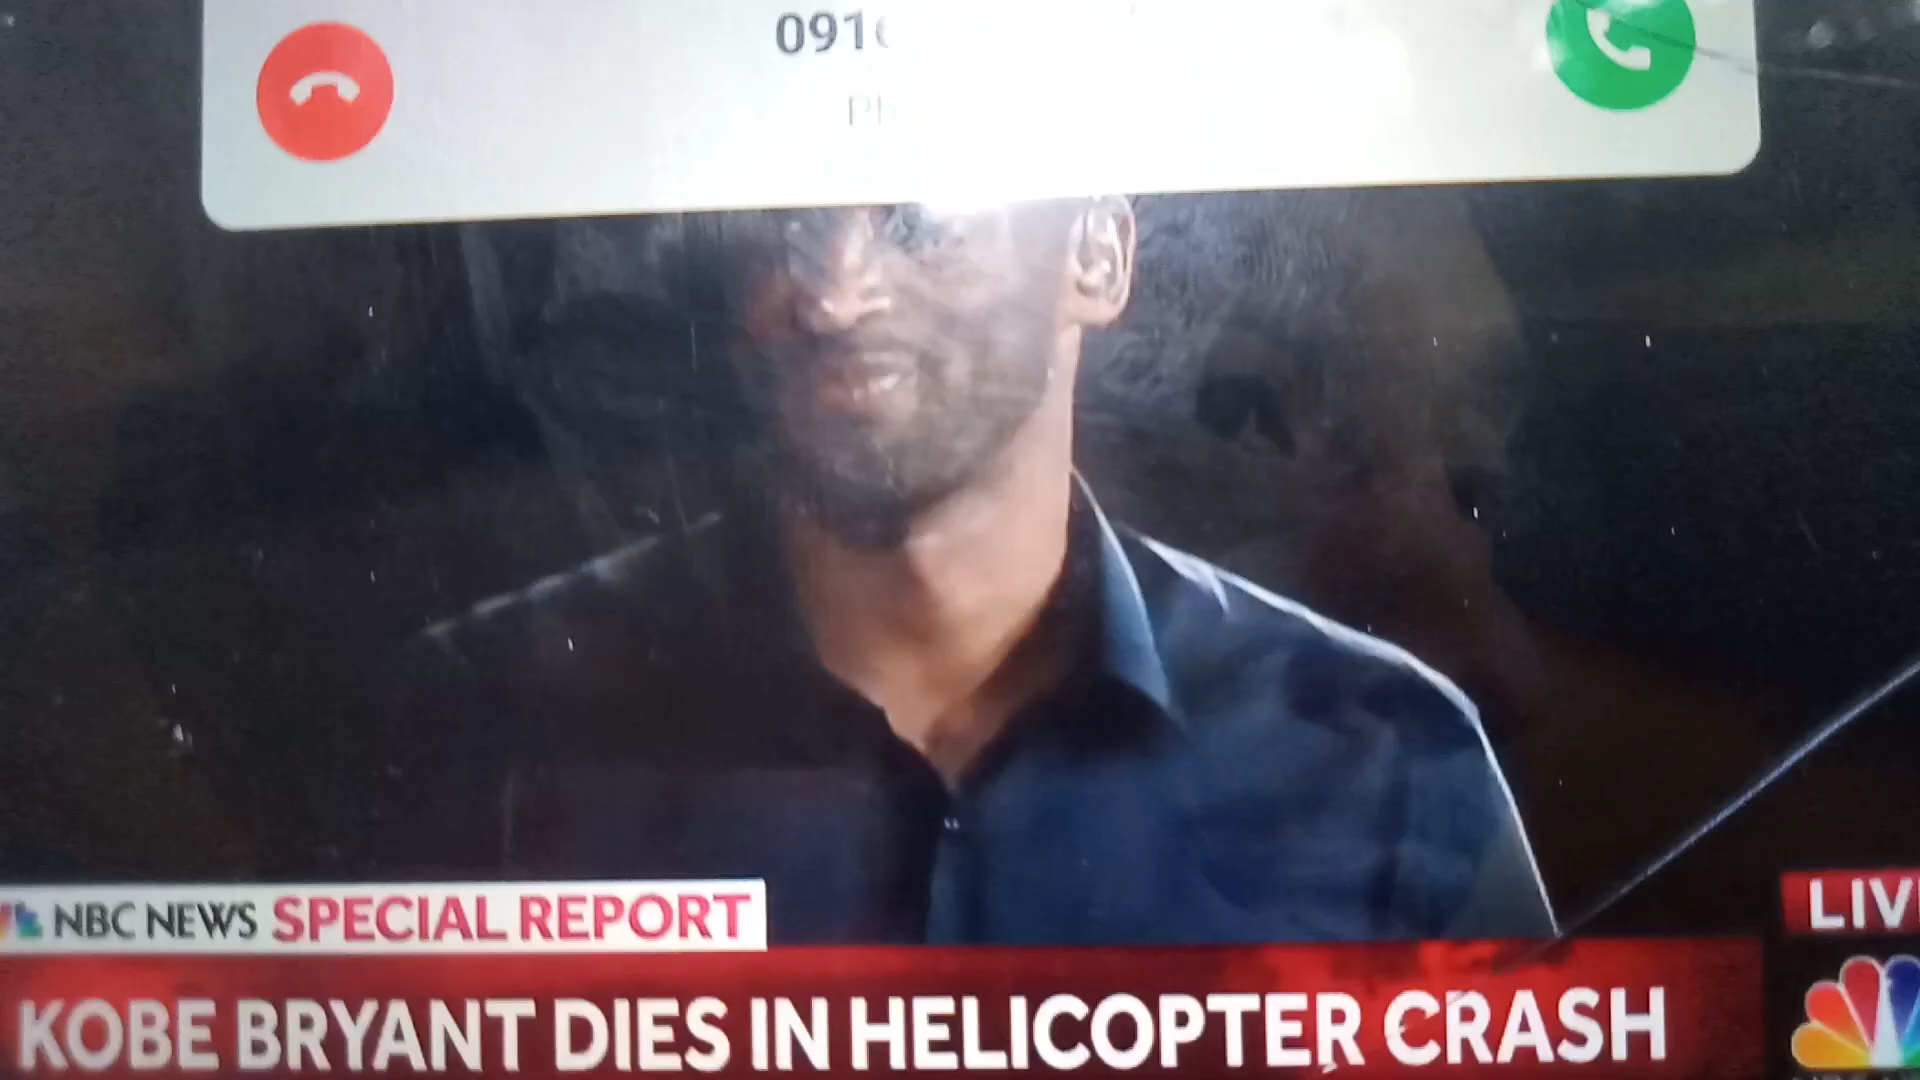 091
NBC NEWS SPECIAL REPORT
LIV
KOBE BRYANT DIES IN HELICOPTER CRASH